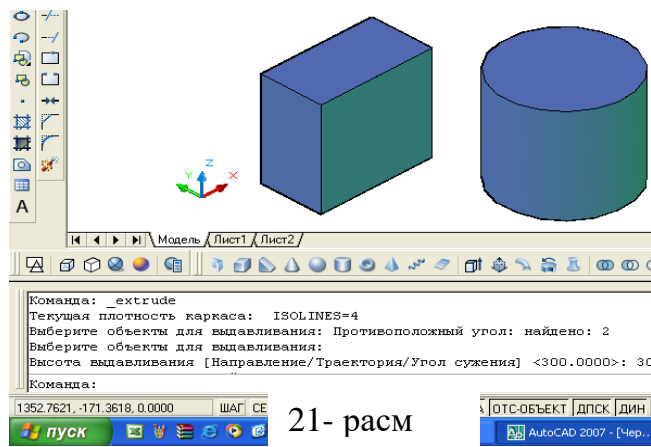 A
Z
Y
X
Модель Лист1 Лист2
Команда: _extrude
Текущая плотность каркаса: ISOLINES=4
Выберите объекты для выдавливания: Противоположный угол: найдено: 2
Выберите объекты для выдавливания:
Высота выдавливания [Направление/Траектория/Угол сужения] <300.0000>: 30
Команда:
1352.7621, -171.3618, 0.0000 ШАГ СЕ ОТС-ОБЪЕКТ ДПСК ДИН
21- расм
пуск AutoCAD 2007 - [Чер...